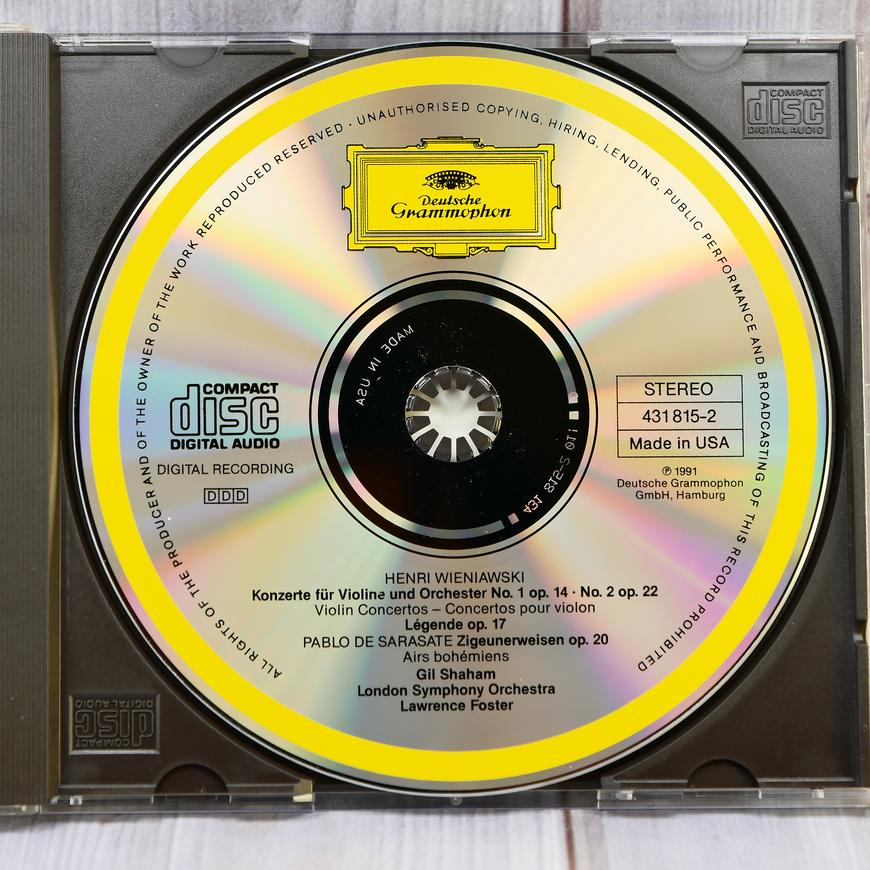 COMPACT
disc
DIGITAL AUDIO
ALL RIGHTS OF THE PRODUCER AND OF THE OWNER OF THE WORK REPRODUCED RESERVED · UNAUTHORISED COPYING, HIRING, LENDING, PUBLIC PERFORMANCE AND BROADCASTING OF THIS RECORD PROHIBITED
Deutsche
Grammophon
MADE IN USA
COMPACT
disc
DIGITAL AUDIO
DIGITAL RECORDING
DDD
STEREO
431 815-2
Made in USA
℗ 1991
Deutsche Grammophon
GmbH, Hamburg
HENRI WIENIAWSKI
Konzerte für Violine und Orchester No. 1 op. 14 · No. 2 op. 22
Violin Concertos – Concertos pour violon
Légende op. 17
PABLO DE SARASATE Zigeunerweisen op. 20
Airs bohémiens
Gil Shaham
London Symphony Orchestra
Lawrence Foster
COMPACT
disc
DIGITAL AUDIO